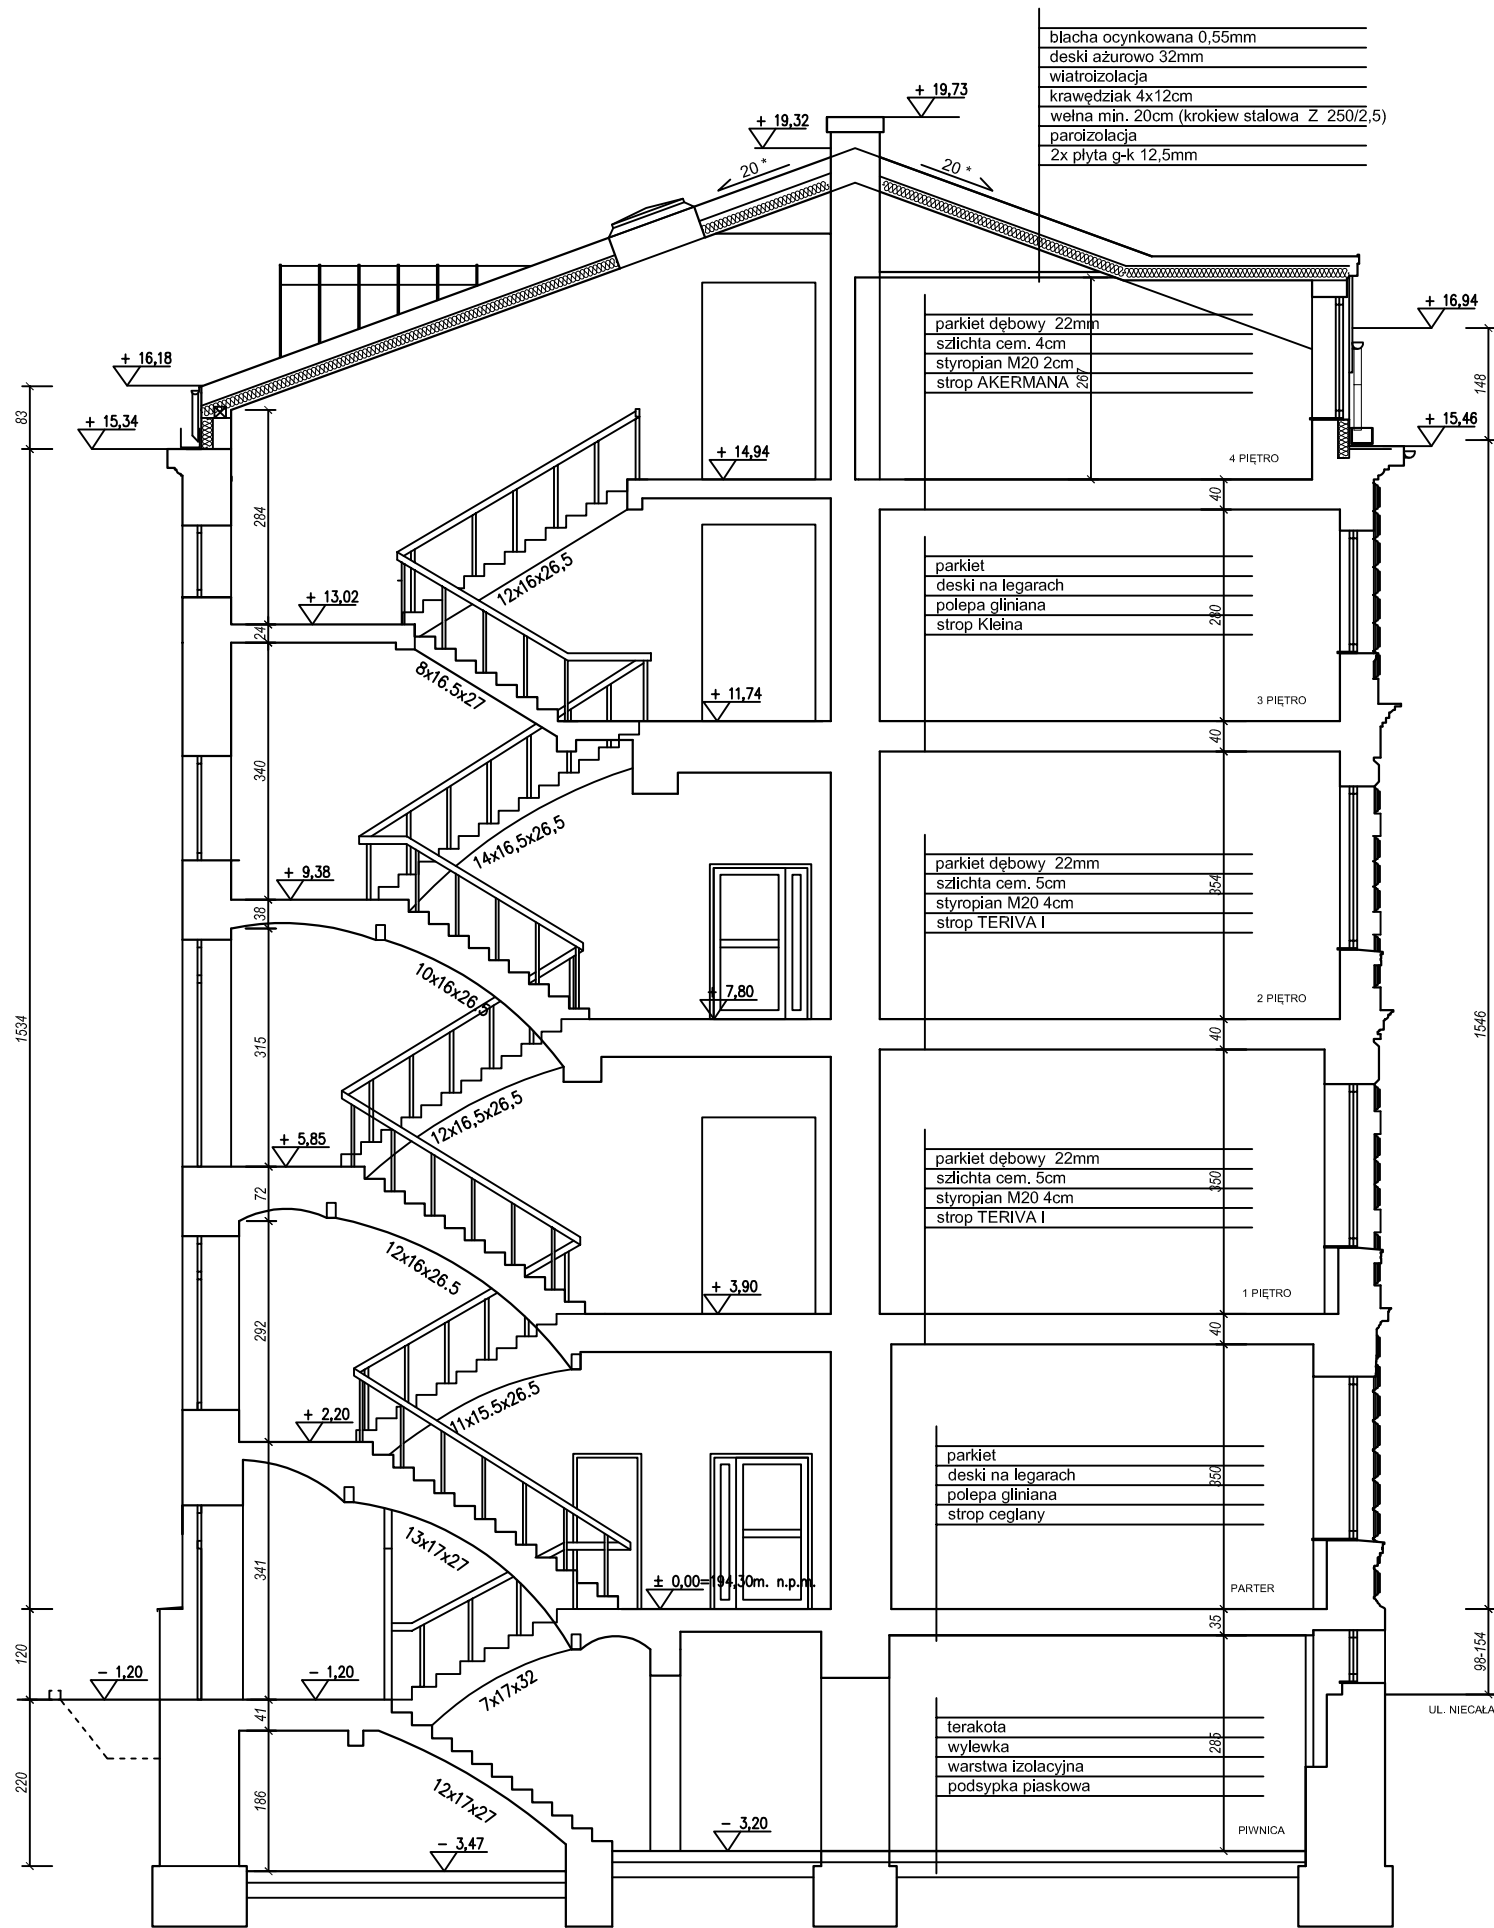 blacha ocynkowana 0,55mm
deski ażurowo 32mm
wiatroizolacja
krawędziak 4x12cm
wełna min. 20cm (krokiew stalowa Z 250/2,5)
paroizolacja
2x płyta g-k 12,5mm
+ 19,73
+ 19,32
20 *
20 *
+ 16,94
+ 16,18
148
83
+ 15,34
+ 15,46
parkiet dębowy 22mm
szlichta cem. 4cm
styropian M20 2cm
strop AKERMANA
267
4 PIĘTRO
+ 14,94
40
284
12x16x26,5
parkiet
deski na legarach
polepa gliniana
strop Kleina
280
+ 13,02
24
8x16.5x27
3 PIĘTRO
+ 11,74
40
340
14x16,5x26,5
parkiet dębowy 22mm
szlichta cem. 5cm
styropian M20 4cm
strop TERIVA I
354
+ 9,38
38
10x16x26.5
+ 7,80
2 PIĘTRO
1534
1546
40
315
12x16,5x26,5
+ 5,85
72
parkiet dębowy 22mm
szlichta cem. 5cm
styropian M20 4cm
strop TERIVA I
350
12x16x26.5
+ 3,90
1 PIĘTRO
40
292
11x15.5x26.5
+ 2,20
parkiet
deski na legarach
polepa gliniana
strop ceglany
350
13x17x27
341
± 0,00=194,30m. n.p.m.
PARTER
35
120
98-154
- 1,20
- 1,20
7x17x32
41
UL. NIECAŁA
terakota
wylewka
warstwa izolacyjna
podsypka piaskowa
285
220
186
12x17x27
- 3,20
PIWNICA
- 3,47